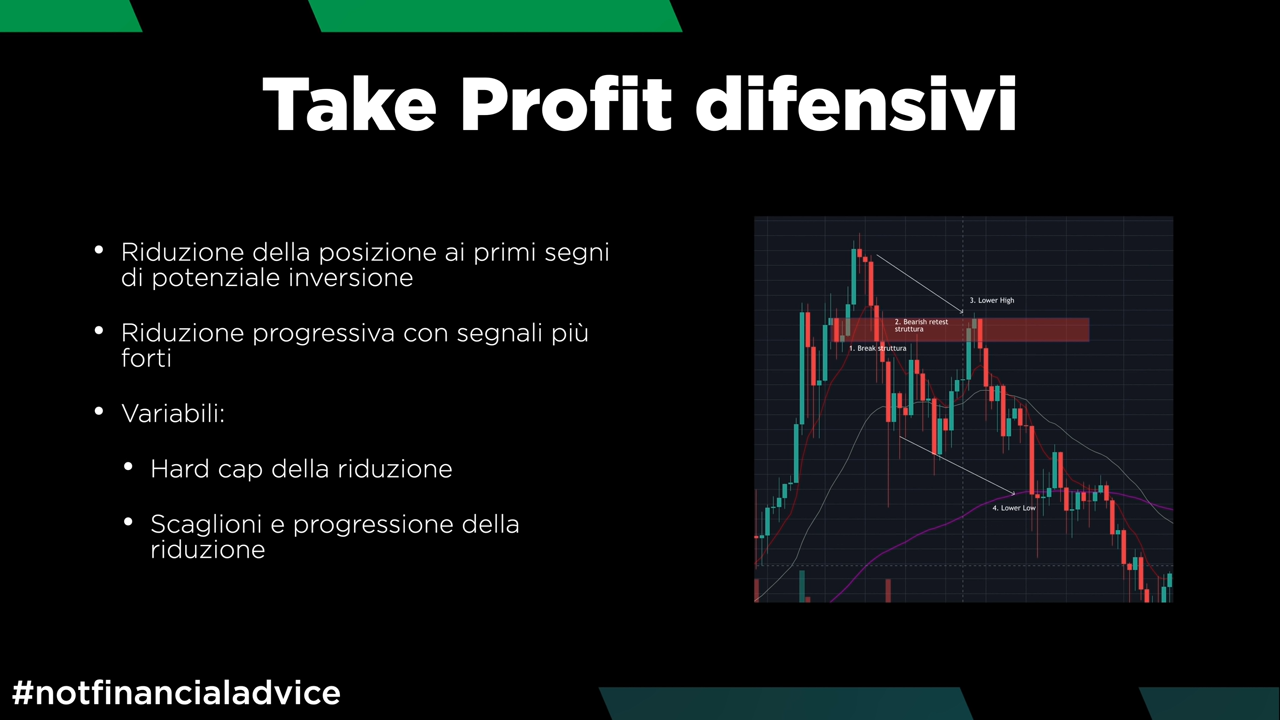 Take Profit difensivi
• Riduzione della posizione ai primi segni
di potenziale inversione
• Riduzione progressiva con segnali più
forti
• Variabili:
• Hard cap della riduzione
• Scaglioni e progressione della
riduzione
3. Lower High
2. Bearish retest
struttura
1. Break struttura
4. Lower Low
#notfinancialadvice